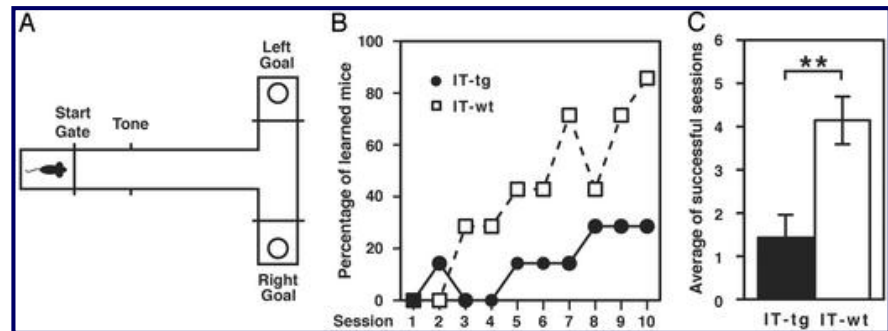 A
Left
Goal
Start
Gate
Tone
Right
Goal
B
Percentage of learned mice
100
80
60
40
20
0
IT-tg
IT-wt
Session 1 2 3 4 5 6 7 8 9 10
C
Average of successful sessions
6
5
4
3
2
1
0
**
IT-tg IT-wt